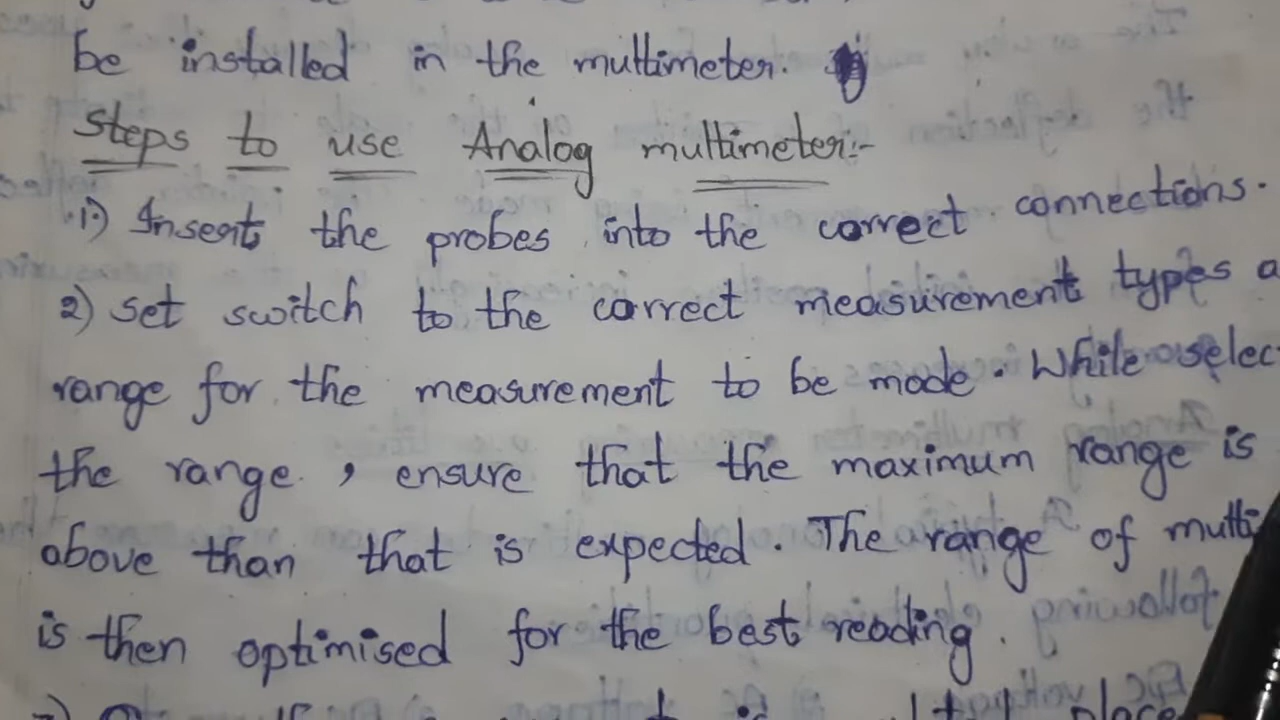 be installed in the multimeter.
Steps to use Analog multimeter:-
1) Insert the probes into the correct connections.
2) set switch to the correct measurement types a
range for the measurement to be made. While selec
the range, ensure that the maximum range is
above than that is expected. The range of multi
is then optimised for the best reading.